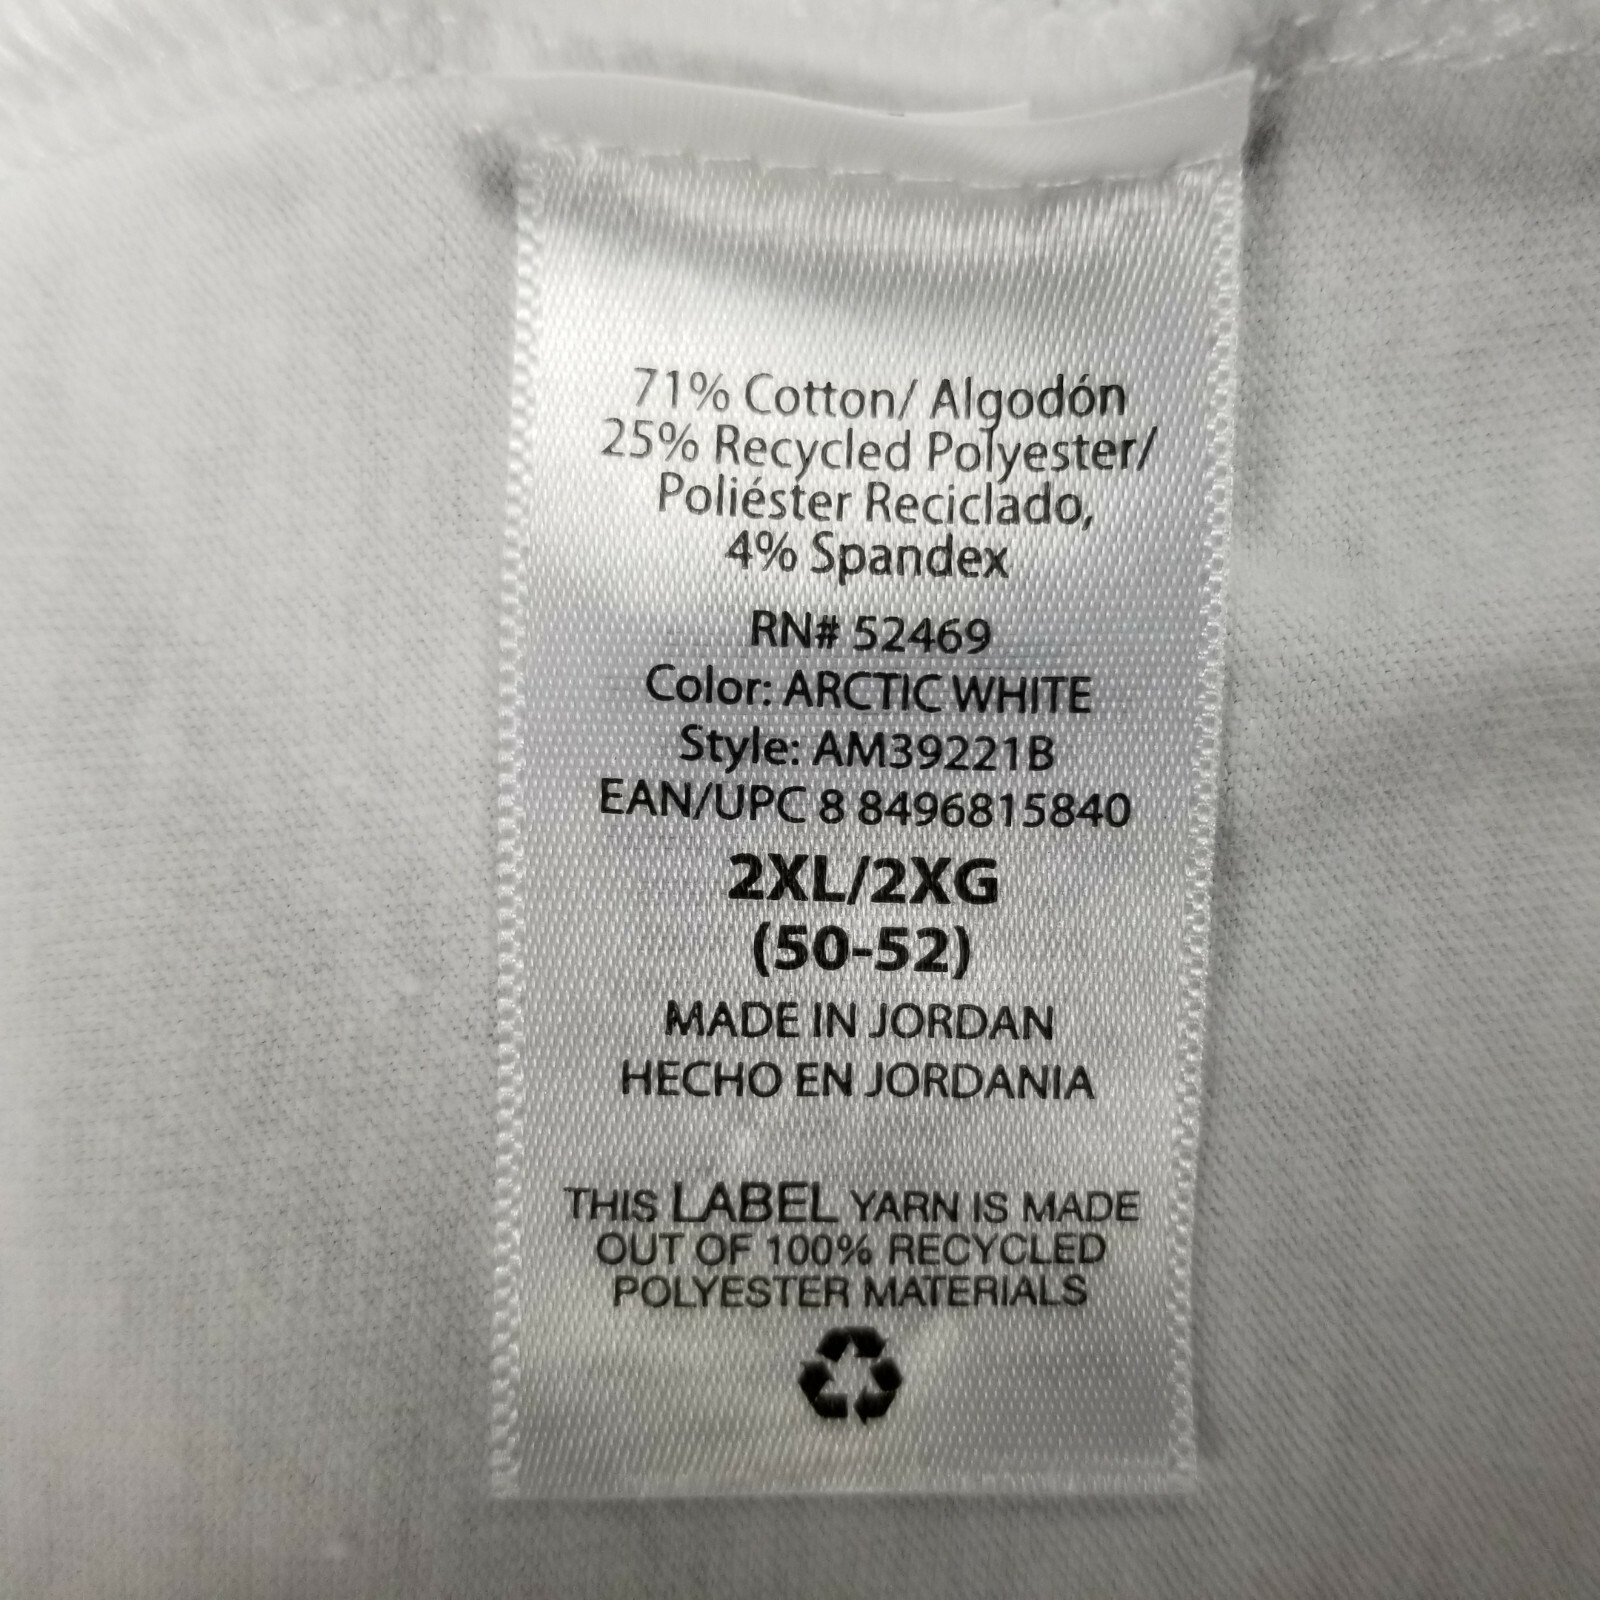 71% Cotton/ Algodón
25% Recycled Polyester/
Poliéster Reciclado,
4% Spandex
RN# 52469
Color: ARCTIC WHITE
Style: AM39221B
EAN/UPC 8 8496815840
2XL/2XG
(50-52)
MADE IN JORDAN
HECHO EN JORDANIA
THIS LABEL YARN IS MADE
OUT OF 100% RECYCLED
POLYESTER MATERIALS